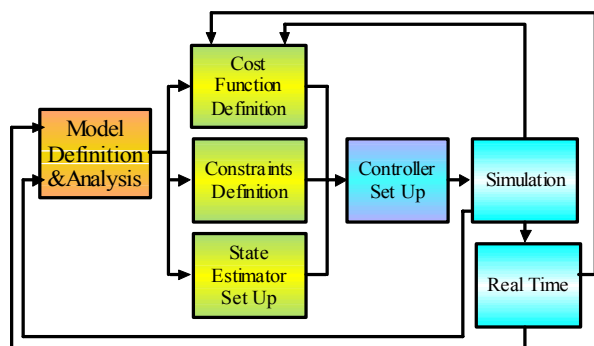 Cost
Function
Definition
Model
Definition
&Analysis
Constraints
Definition
Controller
Set Up
Simulation
State
Estimator
Set Up
Real Time